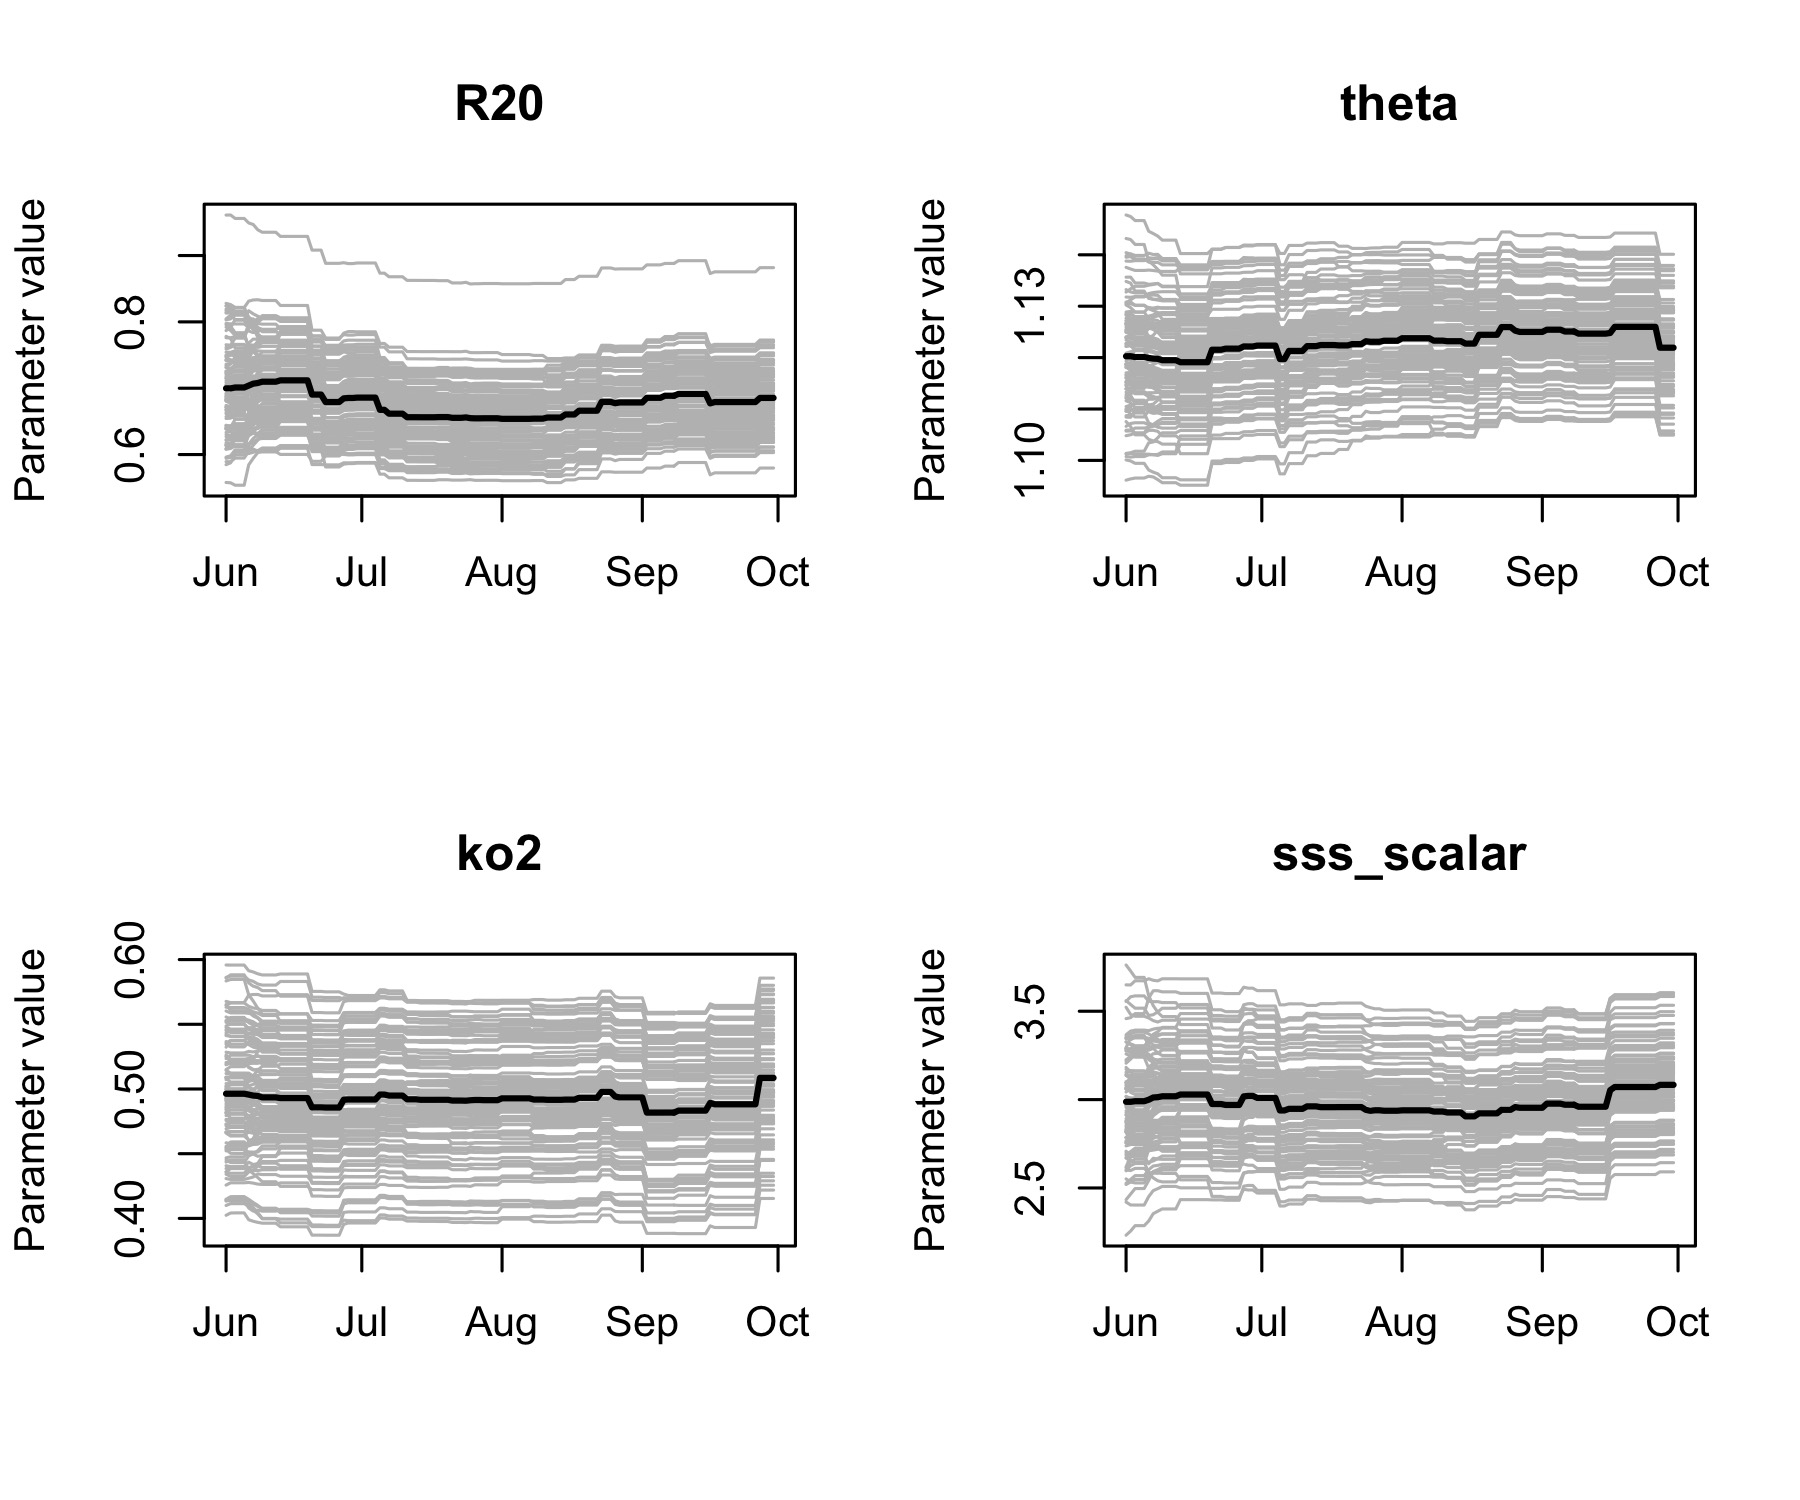 R20
Parameter value
0.8
0.6
Jun Jul Aug Sep Oct
theta
Parameter value
1.13
1.10
Jun Jul Aug Sep Oct
ko2
Parameter value
0.60
0.50
0.40
Jun Jul Aug Sep Oct
sss_scalar
Parameter value
3.5
2.5
Jun Jul Aug Sep Oct